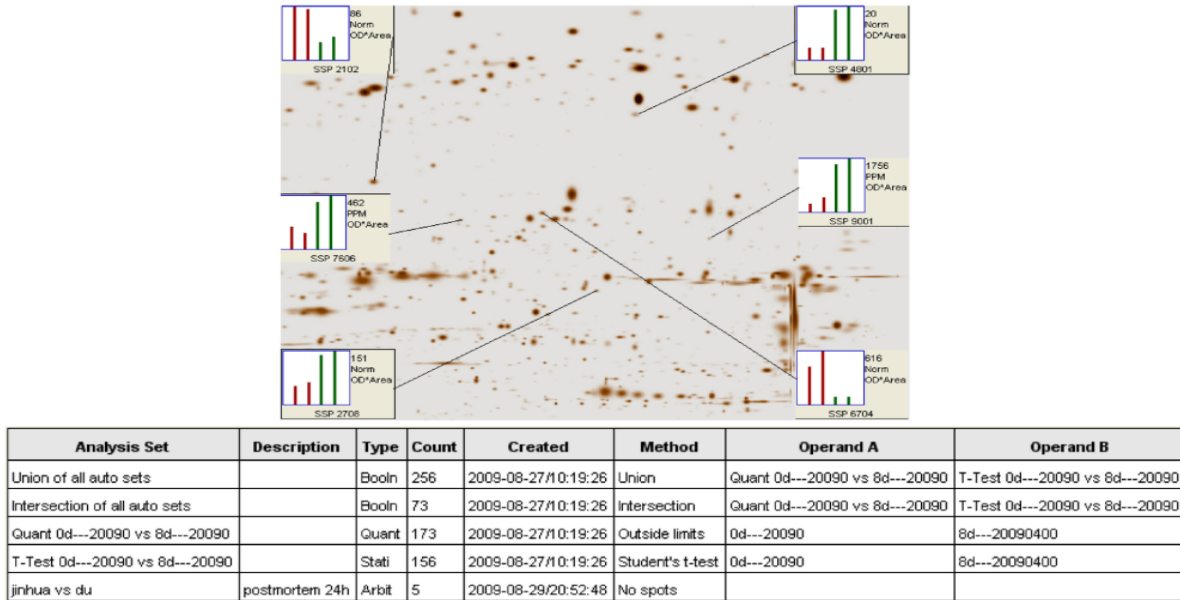 86
Norm
OD*Area
SSP 2102
20
Norm
OD*Area
SSP 4801
1756
PPM
OD*Area
SSP 9001
462
PPM
OD*Area
SSP 7606
151
Norm
OD*Area
SSP 2708
616
Norm
OD*Area
SSP 6704
Analysis Set Description Type Count Created Method Operand A Operand B
Union of all auto sets Booln 256 2009-08-27/10:19:26 Union Quant 0d---20090 vs 8d---20090 T-Test 0d---20090 vs 8d---20090
Intersection of all auto sets Booln 73 2009-08-27/10:19:26 Intersection Quant 0d---20090 vs 8d---20090 T-Test 0d---20090 vs 8d---20090
Quant 0d---20090 vs 8d---20090 Quant 173 2009-08-27/10:19:26 Outside limits 0d---20090 8d---20090400
T-Test 0d---20090 vs 8d---20090 Stati 156 2009-08-27/10:19:26 Student's t-test 0d---20090 8d---20090400
jinhua vs du postmortem 24h Arbit 5 2009-08-29/20:52:48 No spots